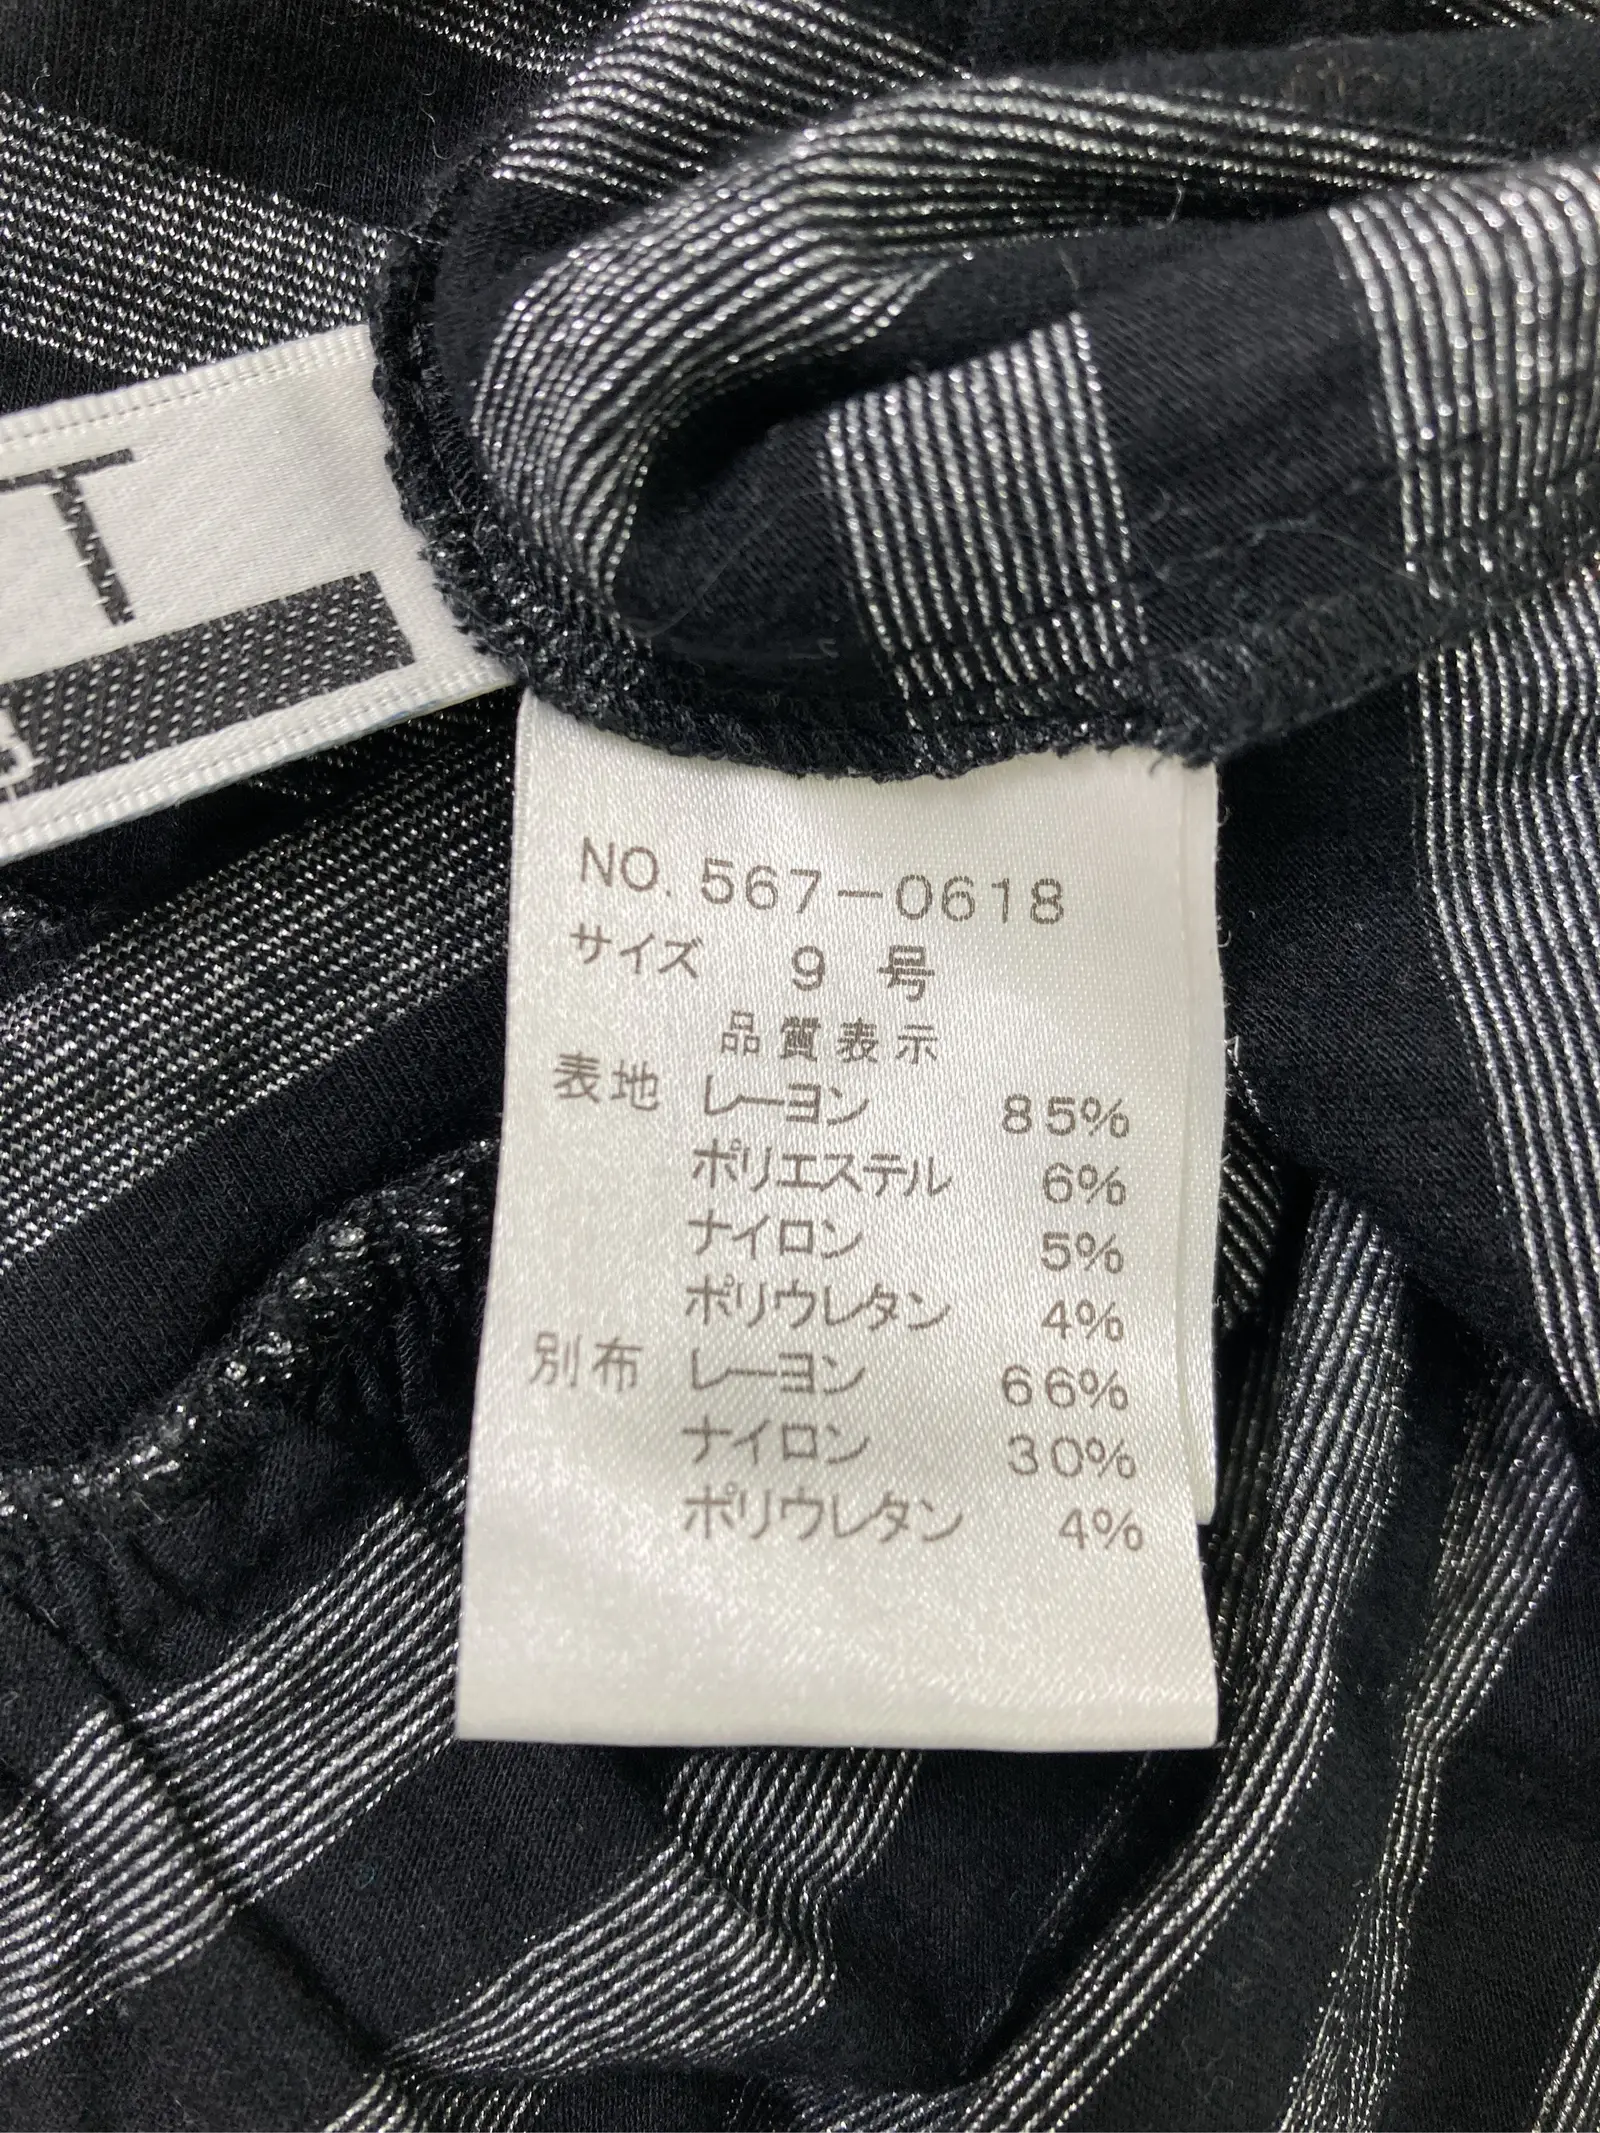 T
NO. 567-0618
サイズ 9 号
品質表示
表地 レーヨン 85%
ポリエステル 6%
ナイロン 5%
ポリウレタン 4%
別布 レーヨン 66%
ナイロン 30%
ポリウレタン 4%